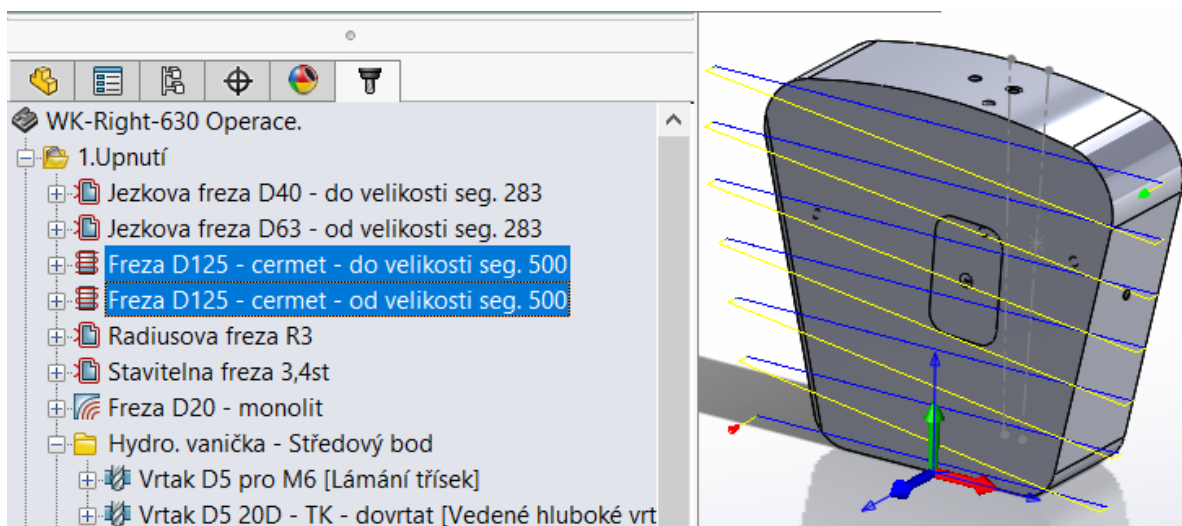 WK-Right-630 Operace.
1.Upnutí
Jezkova freza D40 - do velikosti seg. 283
Jezkova freza D63 - od velikosti seg. 283
Freza D125 - cermet - do velikosti seg. 500
Freza D125 - cermet - od velikosti seg. 500
Radiusova freza R3
Stavitelna freza 3,4st
Freza D20 - monolit
Hydro. vanička - Středový bod
Vrtak D5 pro M6 [Lámání třísek]
Vrtak D5 20D - TK - dovrtat [Vedené hluboké vrt